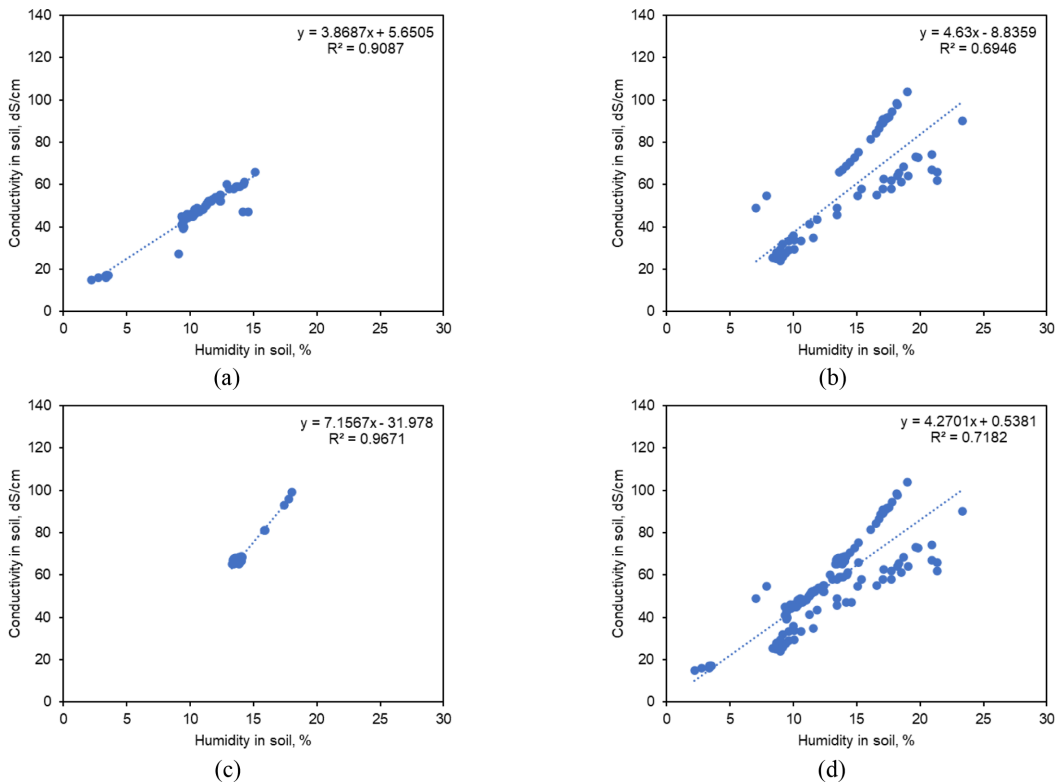 y = 3.8687x + 5.6505
R² = 0.9087
140
120
100
80
60
40
20
0
Conductivity in soil, dS/cm
0 5 10 15 20 25 30
Humidity in soil, %
(a)
y = 4.63x - 8.8359
R² = 0.6946
140
120
100
80
60
40
20
0
Conductivity in soil, dS/cm
0 5 10 15 20 25 30
Humidity in soil, %
(b)
y = 7.1567x - 31.978
R² = 0.9671
140
120
100
80
60
40
20
0
Conductivity in soil, dS/cm
0 5 10 15 20 25 30
Humidity in soil, %
(c)
y = 4.2701x + 0.5381
R² = 0.7182
140
120
100
80
60
40
20
0
Conductivity in soil, dS/cm
0 5 10 15 20 25 30
Humidity in soil, %
(d)